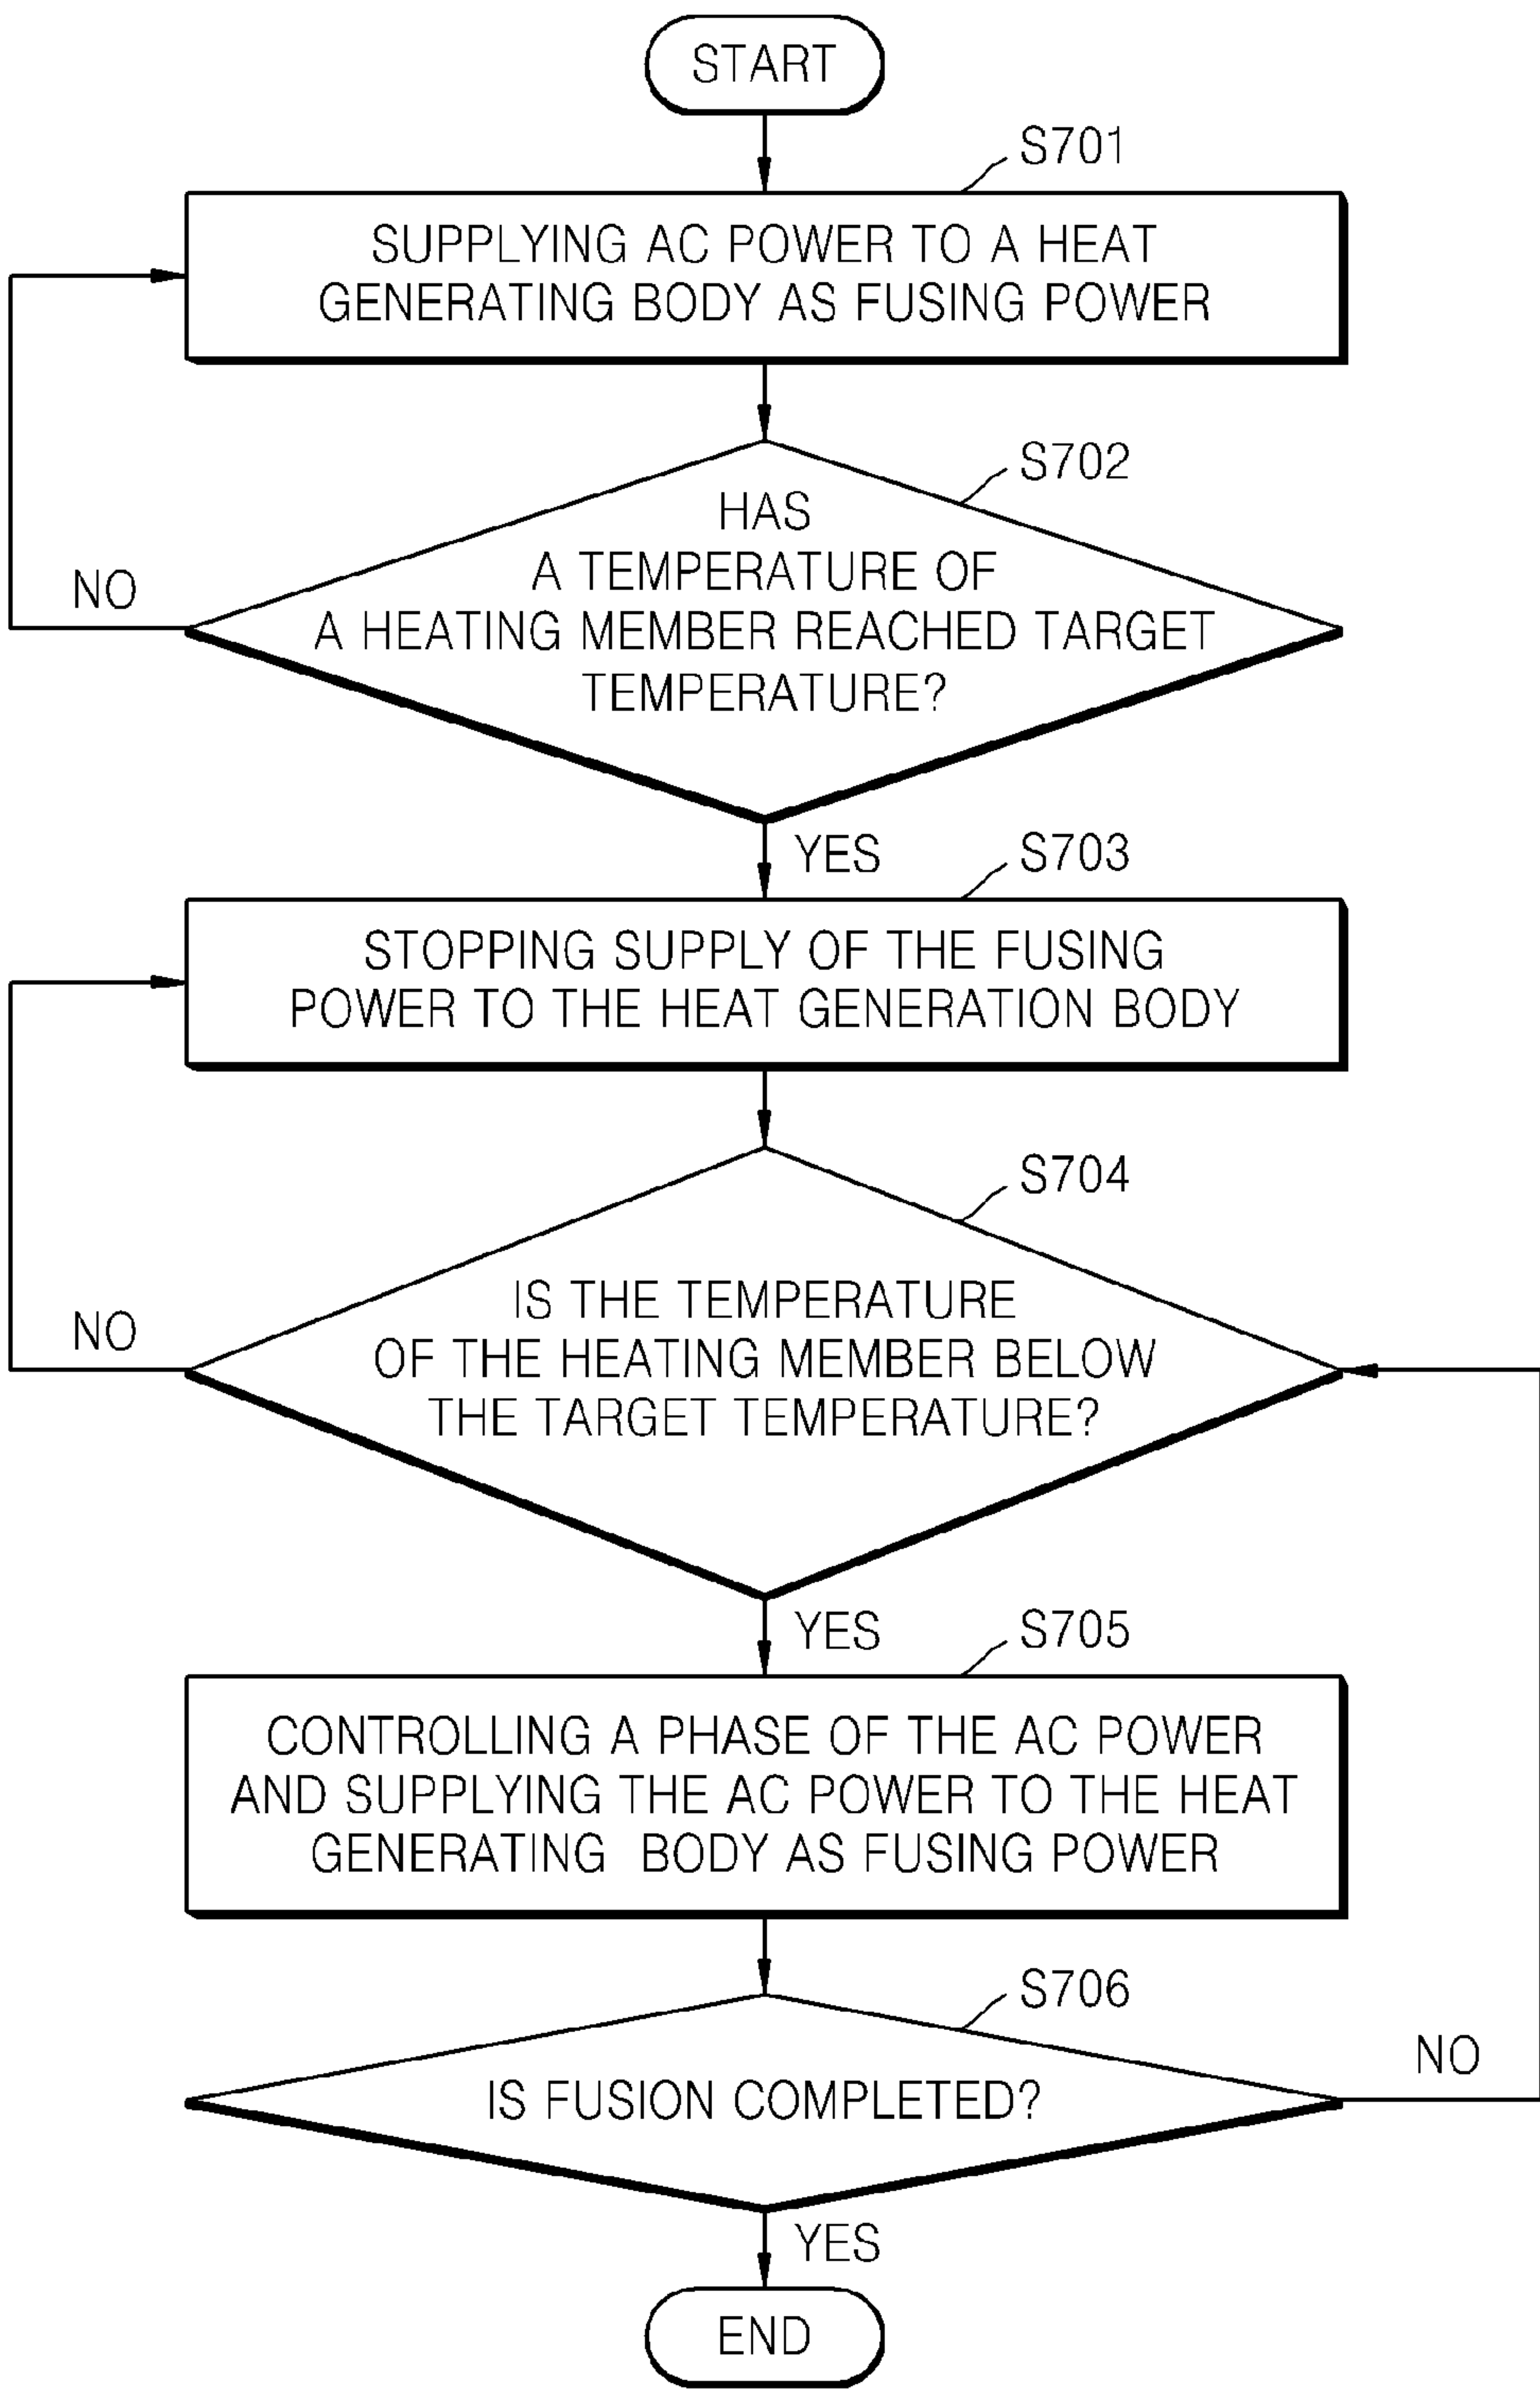 START
S701
SUPPLYING AC POWER TO A HEAT
GENERATING BODY AS FUSING POWER
S702
HAS
A TEMPERATURE OF
A HEATING MEMBER REACHED TARGET
TEMPERATURE?
NO
YES
S703
STOPPING SUPPLY OF THE FUSING
POWER TO THE HEAT GENERATION BODY
S704
IS THE TEMPERATURE
OF THE HEATING MEMBER BELOW
THE TARGET TEMPERATURE?
NO
YES
S705
CONTROLLING A PHASE OF THE AC POWER
AND SUPPLYING THE AC POWER TO THE HEAT
GENERATING BODY AS FUSING POWER
S706
IS FUSION COMPLETED?
NO
YES
END